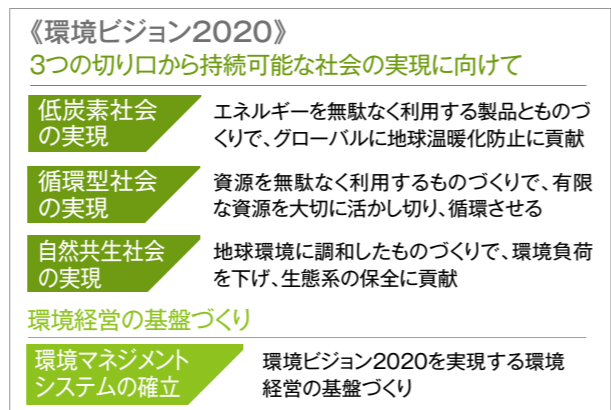 《環境ビジョン2020》
3つの切り口から持続可能な社会の実現に向けて
低炭素社会
の実現
エネルギーを無駄なく利用する製品とものづ
くりで、グローバルに地球温暖化防止に貢献
循環型社会
の実現
資源を無駄なく利用するものづくりで、有限
な資源を大切に活かし切り、循環させる
自然共生社会
の実現
地球環境に調和したものづくりで、環境負荷
を下げ、生態系の保全に貢献
環境経営の基盤づくり
環境マネジメント
システムの確立
環境ビジョン2020を実現する環境
経営の基盤づくり